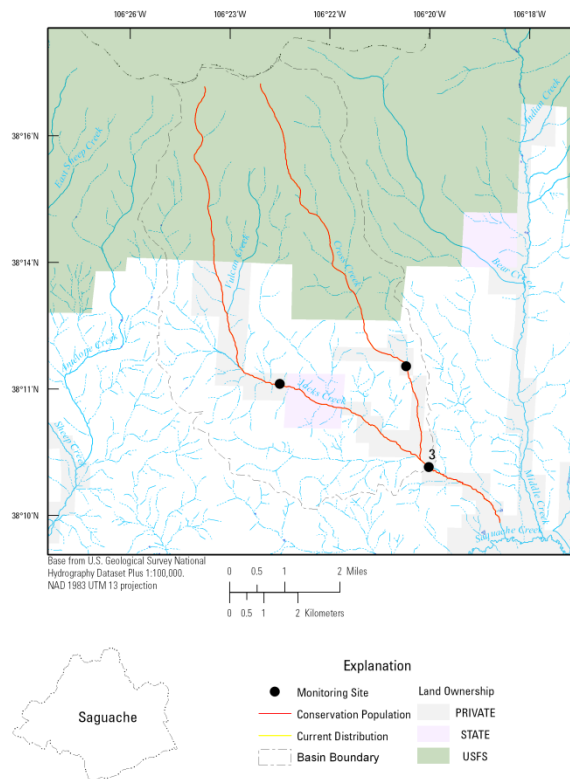 106°25' 106°23' 106°22' 106°20' 106°18'
38°16'
38°14'
38°11'
38°10'
East Sheep Creek
Indian Creek
Cross Creek
Bear Creek
Antelope Creek
Jacks Creek
Sheep Creek
3
Middle Creek
Saguache Creek
Base from U.S. Geological Survey National
Hydrography Dataset Plus 1:100,000.
NAD 1983 UTM 13 projection
0 0.5 1 2 Miles
0 0.5 1 2 Kilometers
Saguache
Explanation
Monitoring Site
Conservation Population
Current Distribution
Basin Boundary
Land Ownership
PRIVATE
STATE
USFS